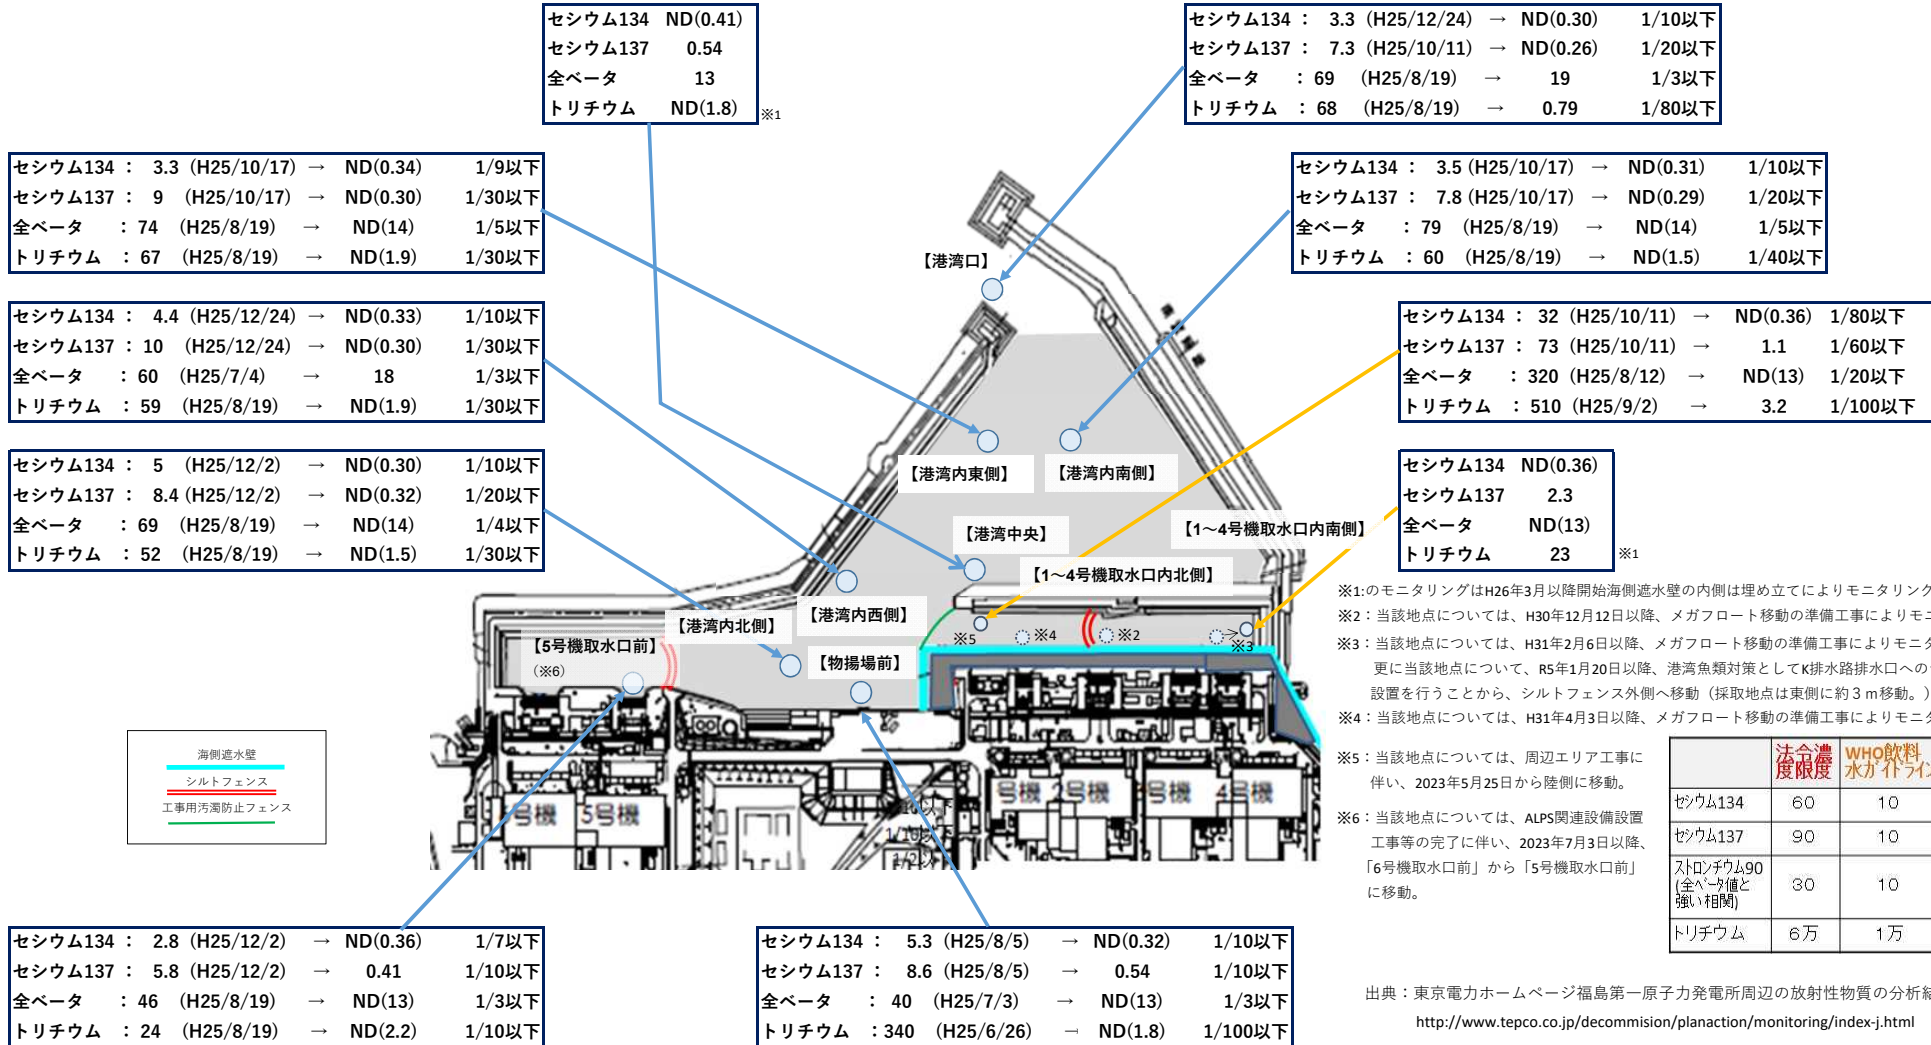 セシウム134 ND(0.41)
セシウム137 0.54
全ベータ 13
トリチウム ND(1.8) ※1
セシウム134 : 3.3 (H25/12/24) → ND(0.30) 1/10以下
セシウム137 : 7.3 (H25/10/11) → ND(0.26) 1/20以下
全ベータ : 69 (H25/8/19) → 19 1/3以下
トリチウム : 68 (H25/8/19) → 0.79 1/80以下
セシウム134 : 3.3 (H25/10/17) → ND(0.34) 1/9以下
セシウム137 : 9 (H25/10/17) → ND(0.30) 1/30以下
全ベータ : 74 (H25/8/19) → ND(14) 1/5以下
トリチウム : 67 (H25/8/19) → ND(1.9) 1/30以下
セシウム134 : 3.5 (H25/10/17) → ND(0.31) 1/10以下
セシウム137 : 7.8 (H25/10/17) → ND(0.29) 1/20以下
全ベータ : 79 (H25/8/19) → ND(14) 1/5以下
トリチウム : 60 (H25/8/19) → ND(1.5) 1/40以下
セシウム134 : 4.4 (H25/12/24) → ND(0.33) 1/10以下
セシウム137 : 10 (H25/12/24) → ND(0.30) 1/30以下
全ベータ : 60 (H25/7/4) → 18 1/3以下
トリチウム : 59 (H25/8/19) → ND(1.9) 1/30以下
セシウム134 : 32 (H25/10/11) → ND(0.36) 1/80以下
セシウム137 : 73 (H25/10/11) → 1.1 1/60以下
全ベータ : 320 (H25/8/12) → ND(13) 1/20以下
トリチウム : 510 (H25/9/2) → 3.2 1/100以下
セシウム134 : 5 (H25/12/2) → ND(0.30) 1/10以下
セシウム137 : 8.4 (H25/12/2) → ND(0.32) 1/20以下
全ベータ : 69 (H25/8/19) → ND(14) 1/4以下
トリチウム : 52 (H25/8/19) → ND(1.5) 1/30以下
セシウム134 ND(0.36)
セシウム137 2.3
全ベータ ND(13)
トリチウム 23 ※1
【港湾口】
【港湾内東側】
【港湾内南側】
【港湾中央】
【1~4号機取水口内南側】
【1~4号機取水口内北側】
【港湾内西側】
【港湾内北側】
【5号機取水口前】
(※6)
【物揚場前】
※5
※4
※2
※3
5号機
号機
号機 2号機
号機 4号機
海側遮水壁
シルトフェンス
工事用汚濁防止フェンス
※1:のモニタリングはH26年3月以降開始海側遮水壁の内側は埋め立てによりモニタリング
※2:当該地点については、H30年12月12日以降、メガフロート移動の準備工事によりモニ
※3:当該地点については、H31年2月6日以降、メガフロート移動の準備工事によりモニタ
更に当該地点について、R5年1月20日以降、港湾魚類対策としてK排水路排水口への
設置を行うことから、シルトフェンス外側へ移動(採取地点は東側に約3m移動。)
※4:当該地点については、H31年4月3日以降、メガフロート移動の準備工事によりモニタ
※5:当該地点については、周辺エリア工事に
伴い、2023年5月25日から陸側に移動。
※6:当該地点については、ALPS関連設備設置
工事等の完了に伴い、2023年7月3日以降、
「6号機取水口前」から「5号機取水口前」
に移動。
法令濃度限度 WHO飲料水ガイドライン
セシウム134 60 10
セシウム137 90 10
ストロンチウム90(全ベータ値と強い相関) 30 10
トリチウム 6万 1万
セシウム134 : 2.8 (H25/12/2) → ND(0.36) 1/7以下
セシウム137 : 5.8 (H25/12/2) → 0.41 1/10以下
全ベータ : 46 (H25/8/19) → ND(13) 1/3以下
トリチウム : 24 (H25/8/19) → ND(2.2) 1/10以下
セシウム134 : 5.3 (H25/8/5) → ND(0.32) 1/10以下
セシウム137 : 8.6 (H25/8/5) → 0.54 1/10以下
全ベータ : 40 (H25/7/3) → ND(13) 1/3以下
トリチウム :340 (H25/6/26) → ND(1.8) 1/100以下
出典:東京電力ホームページ福島第一原子力発電所周辺の放射性物質の分析結
http://www.tepco.co.jp/decommision/planaction/monitoring/index-j.html